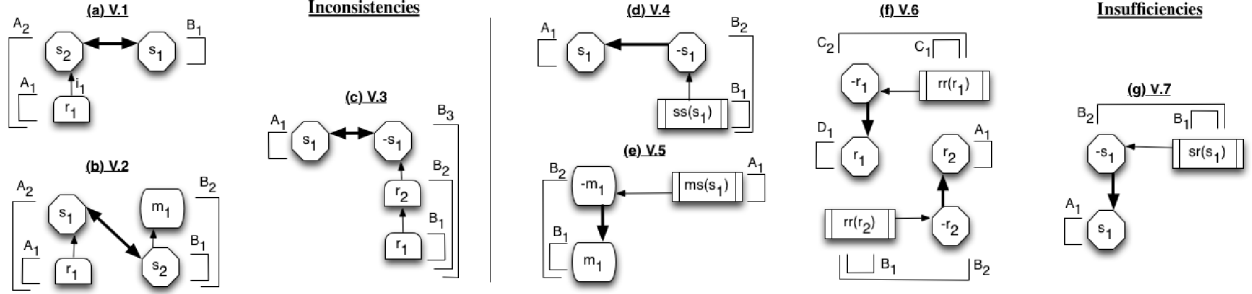 Inconsistencies
Insufficiencies
(a) V.1
A2
s2
s1
B1
A1
i1
r1
(b) V.2
A2
s1
m1
B2
A1
r1
s2
B1
(c) V.3
A1
s1
-s1
B3
r2
B2
r1
B1
(d) V.4
A1
s1
-s1
B2
ss(s1)
B1
(e) V.5
B2
-m1
ms(s1)
A1
B1
m1
(f) V.6
C2
C1
-r1
rr(r1)
D1
r1
r2
A1
rr(r2)
-r2
B1
B2
(g) V.7
B2
B1
-s1
sr(s1)
A1
s1